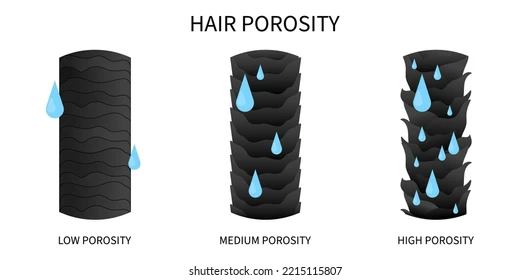 HAIR POROSITY
LOW POROSITY
MEDIUM POROSITY
HIGH POROSITY
shutterstock.com · 2215115807